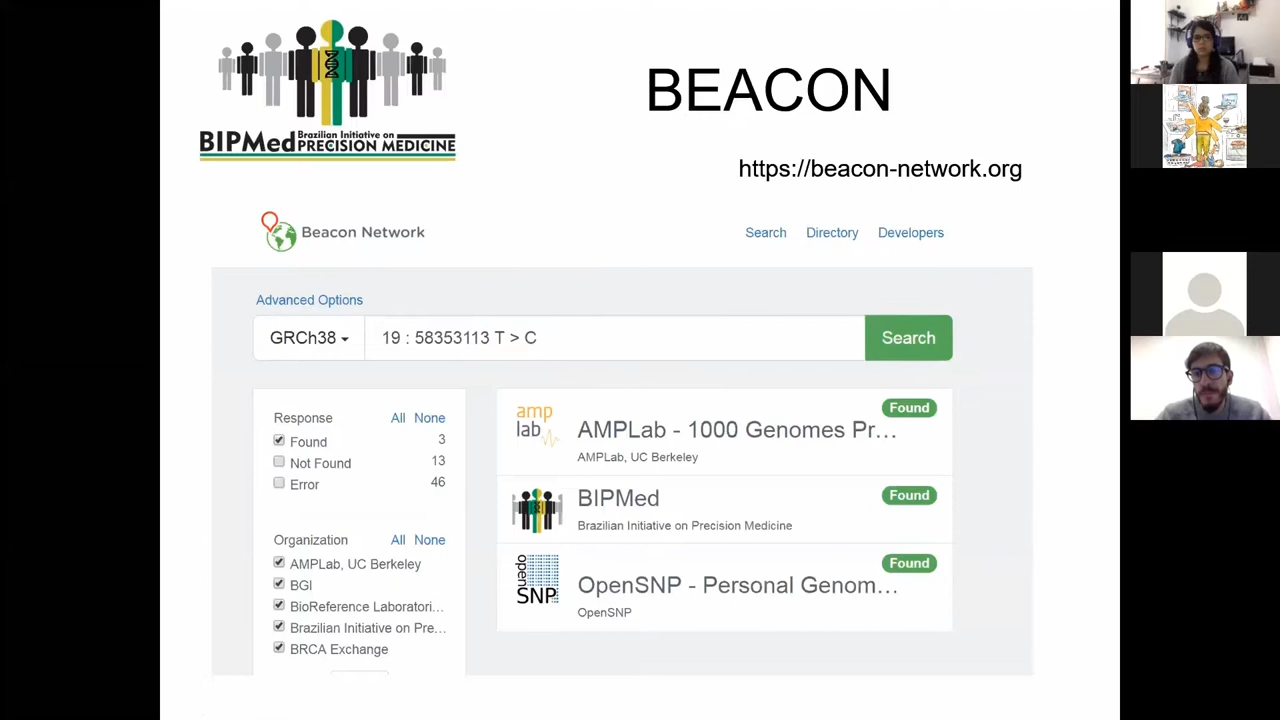 BIPMed Brazilian Initiative on
PRECISION MEDICINE
BEACON
https://beacon-network.org
Beacon Network
Search Directory Developers
Advanced Options
GRCh38
19 : 58353113 T > C
Search
Response All None
Found 3
Not Found 13
Error 46
Organization All None
AMPLab, UC Berkeley
BGI
BioReference Laboratori...
Brazilian Initiative on Pre...
BRCA Exchange
amp
lab
Found
AMPLab - 1000 Genomes Pr...
AMPLab, UC Berkeley
Found
BIPMed
Brazilian Initiative on Precision Medicine
open
SNP
Found
OpenSNP - Personal Genom...
OpenSNP